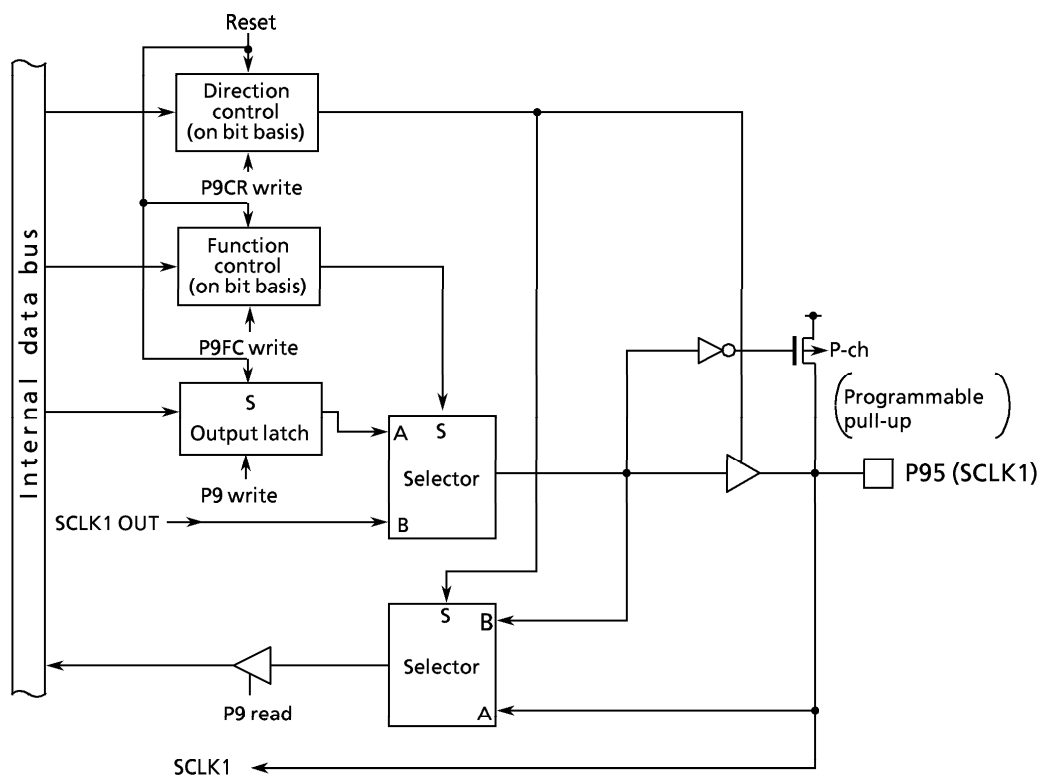 Reset
Direction
control
(on bit basis)
P9CR write
Function
control
(on bit basis)
P9FC write
Internal data bus
S
Output latch
P9 write
SCLK1 OUT
A
S
Selector
B
P-ch
Programmable
pull-up
P95 (SCLK1)
S
B
Selector
A
P9 read
SCLK1